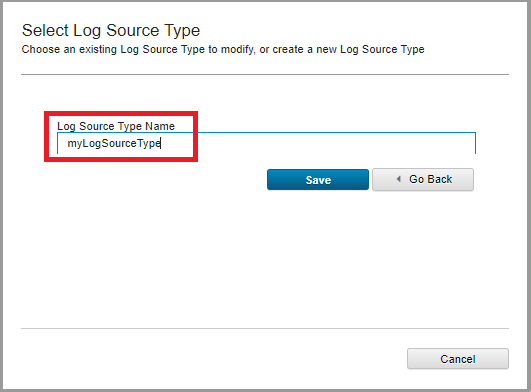 Select Log Source Type
Choose an existing Log Source Type to modify, or create a new Log Source Type
Log Source Type Name
myLogSourceType
Save
Go Back
Cancel